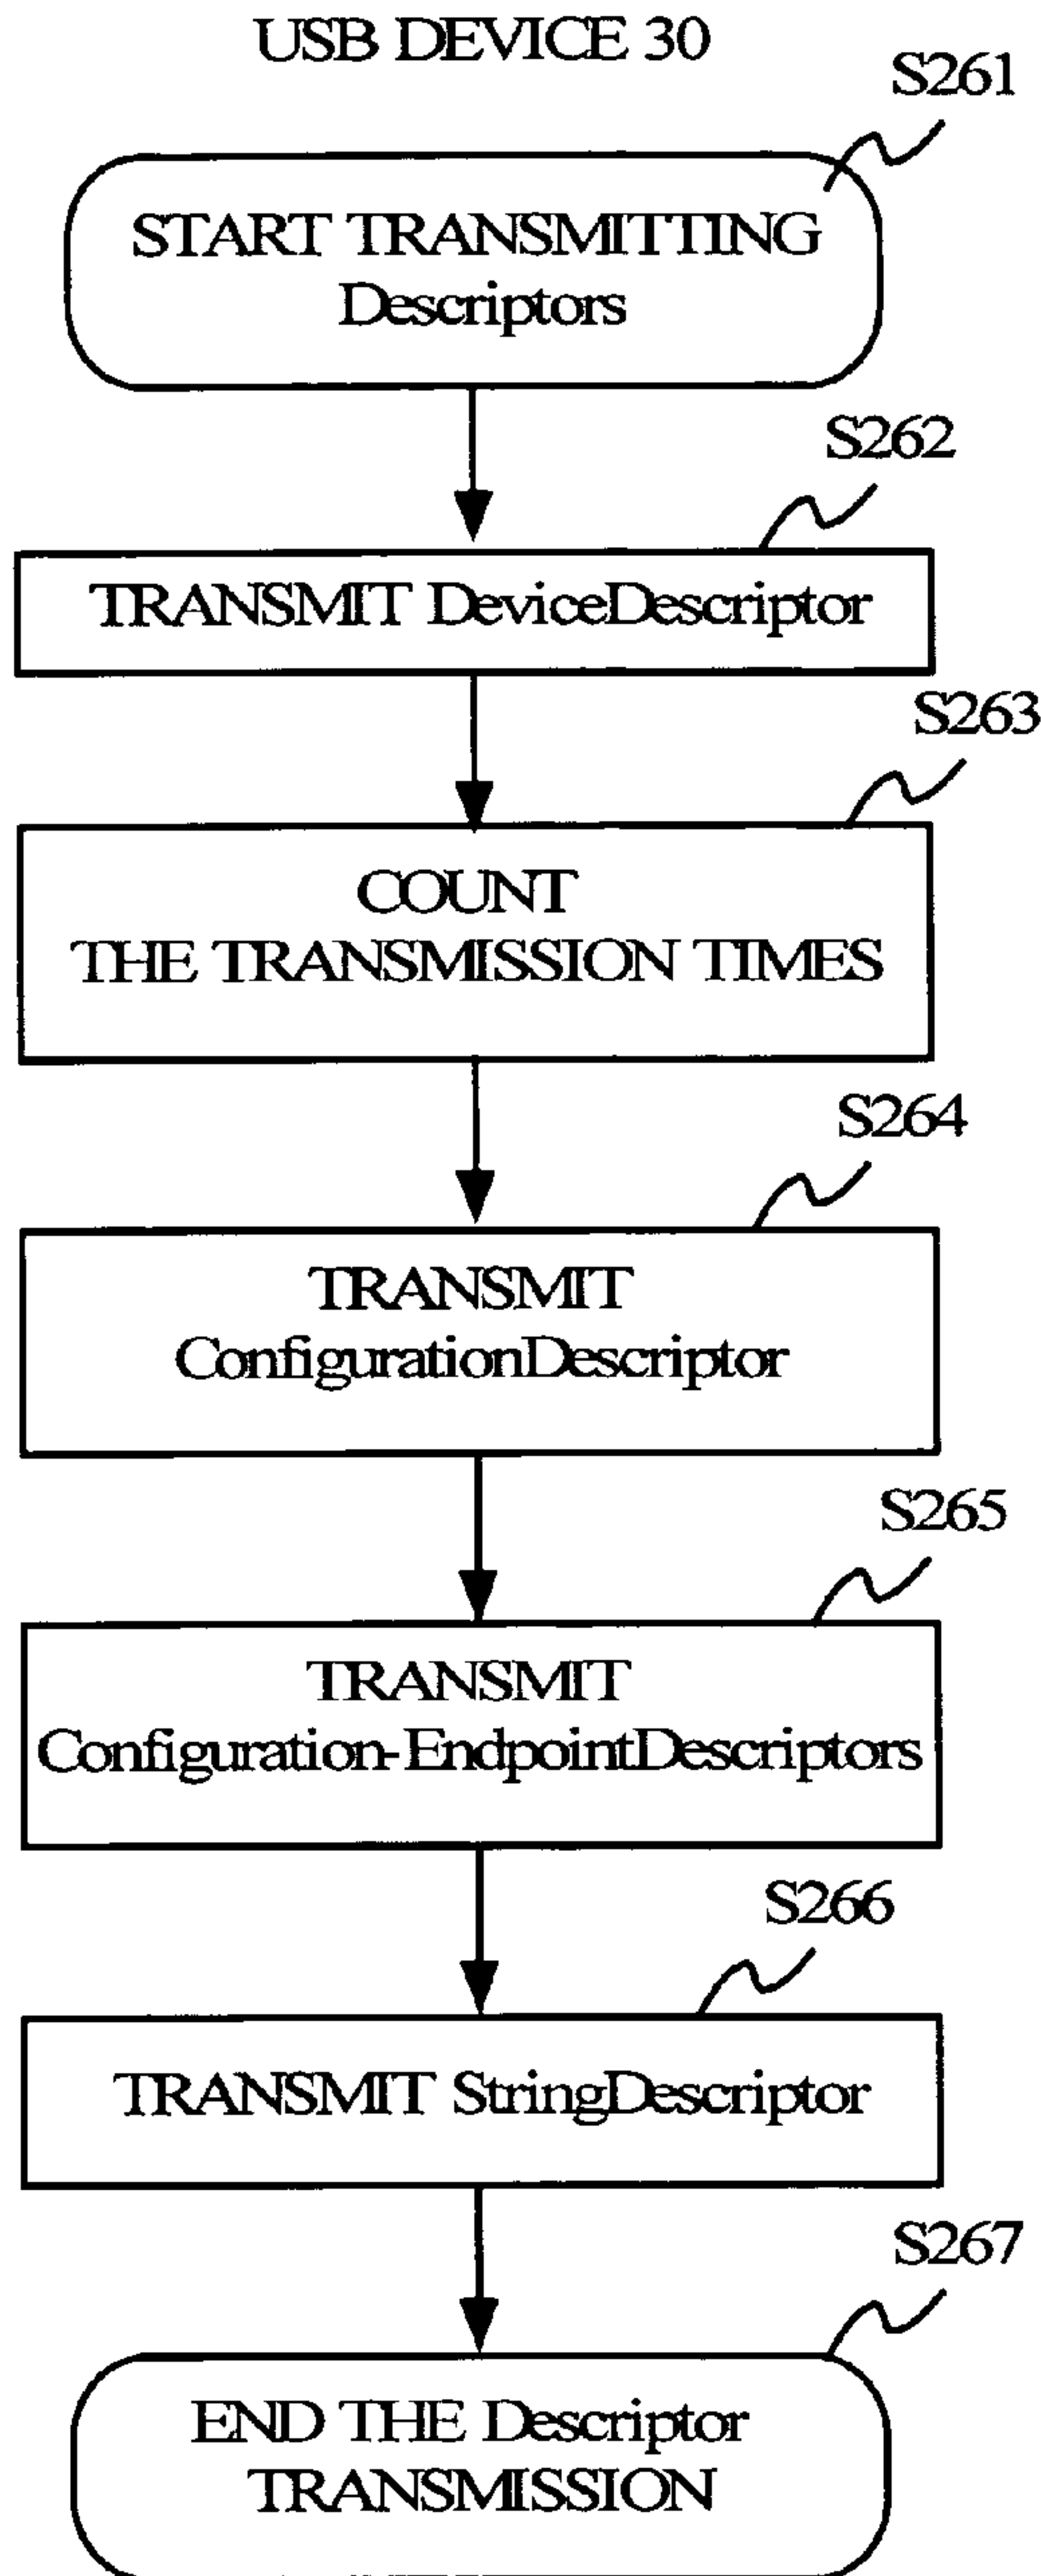 USB DEVICE 30
S261
START TRANSMITTING
Descriptors
S262
TRANSMIT DeviceDescriptor
S263
COUNT
THE TRANSMISSION TIMES
S264
TRANSMIT
ConfigurationDescriptor
S265
TRANSMIT
Configuration-EndpointDescriptors
S266
TRANSMIT StringDescriptor
S267
END THE Descriptor
TRANSMISSION